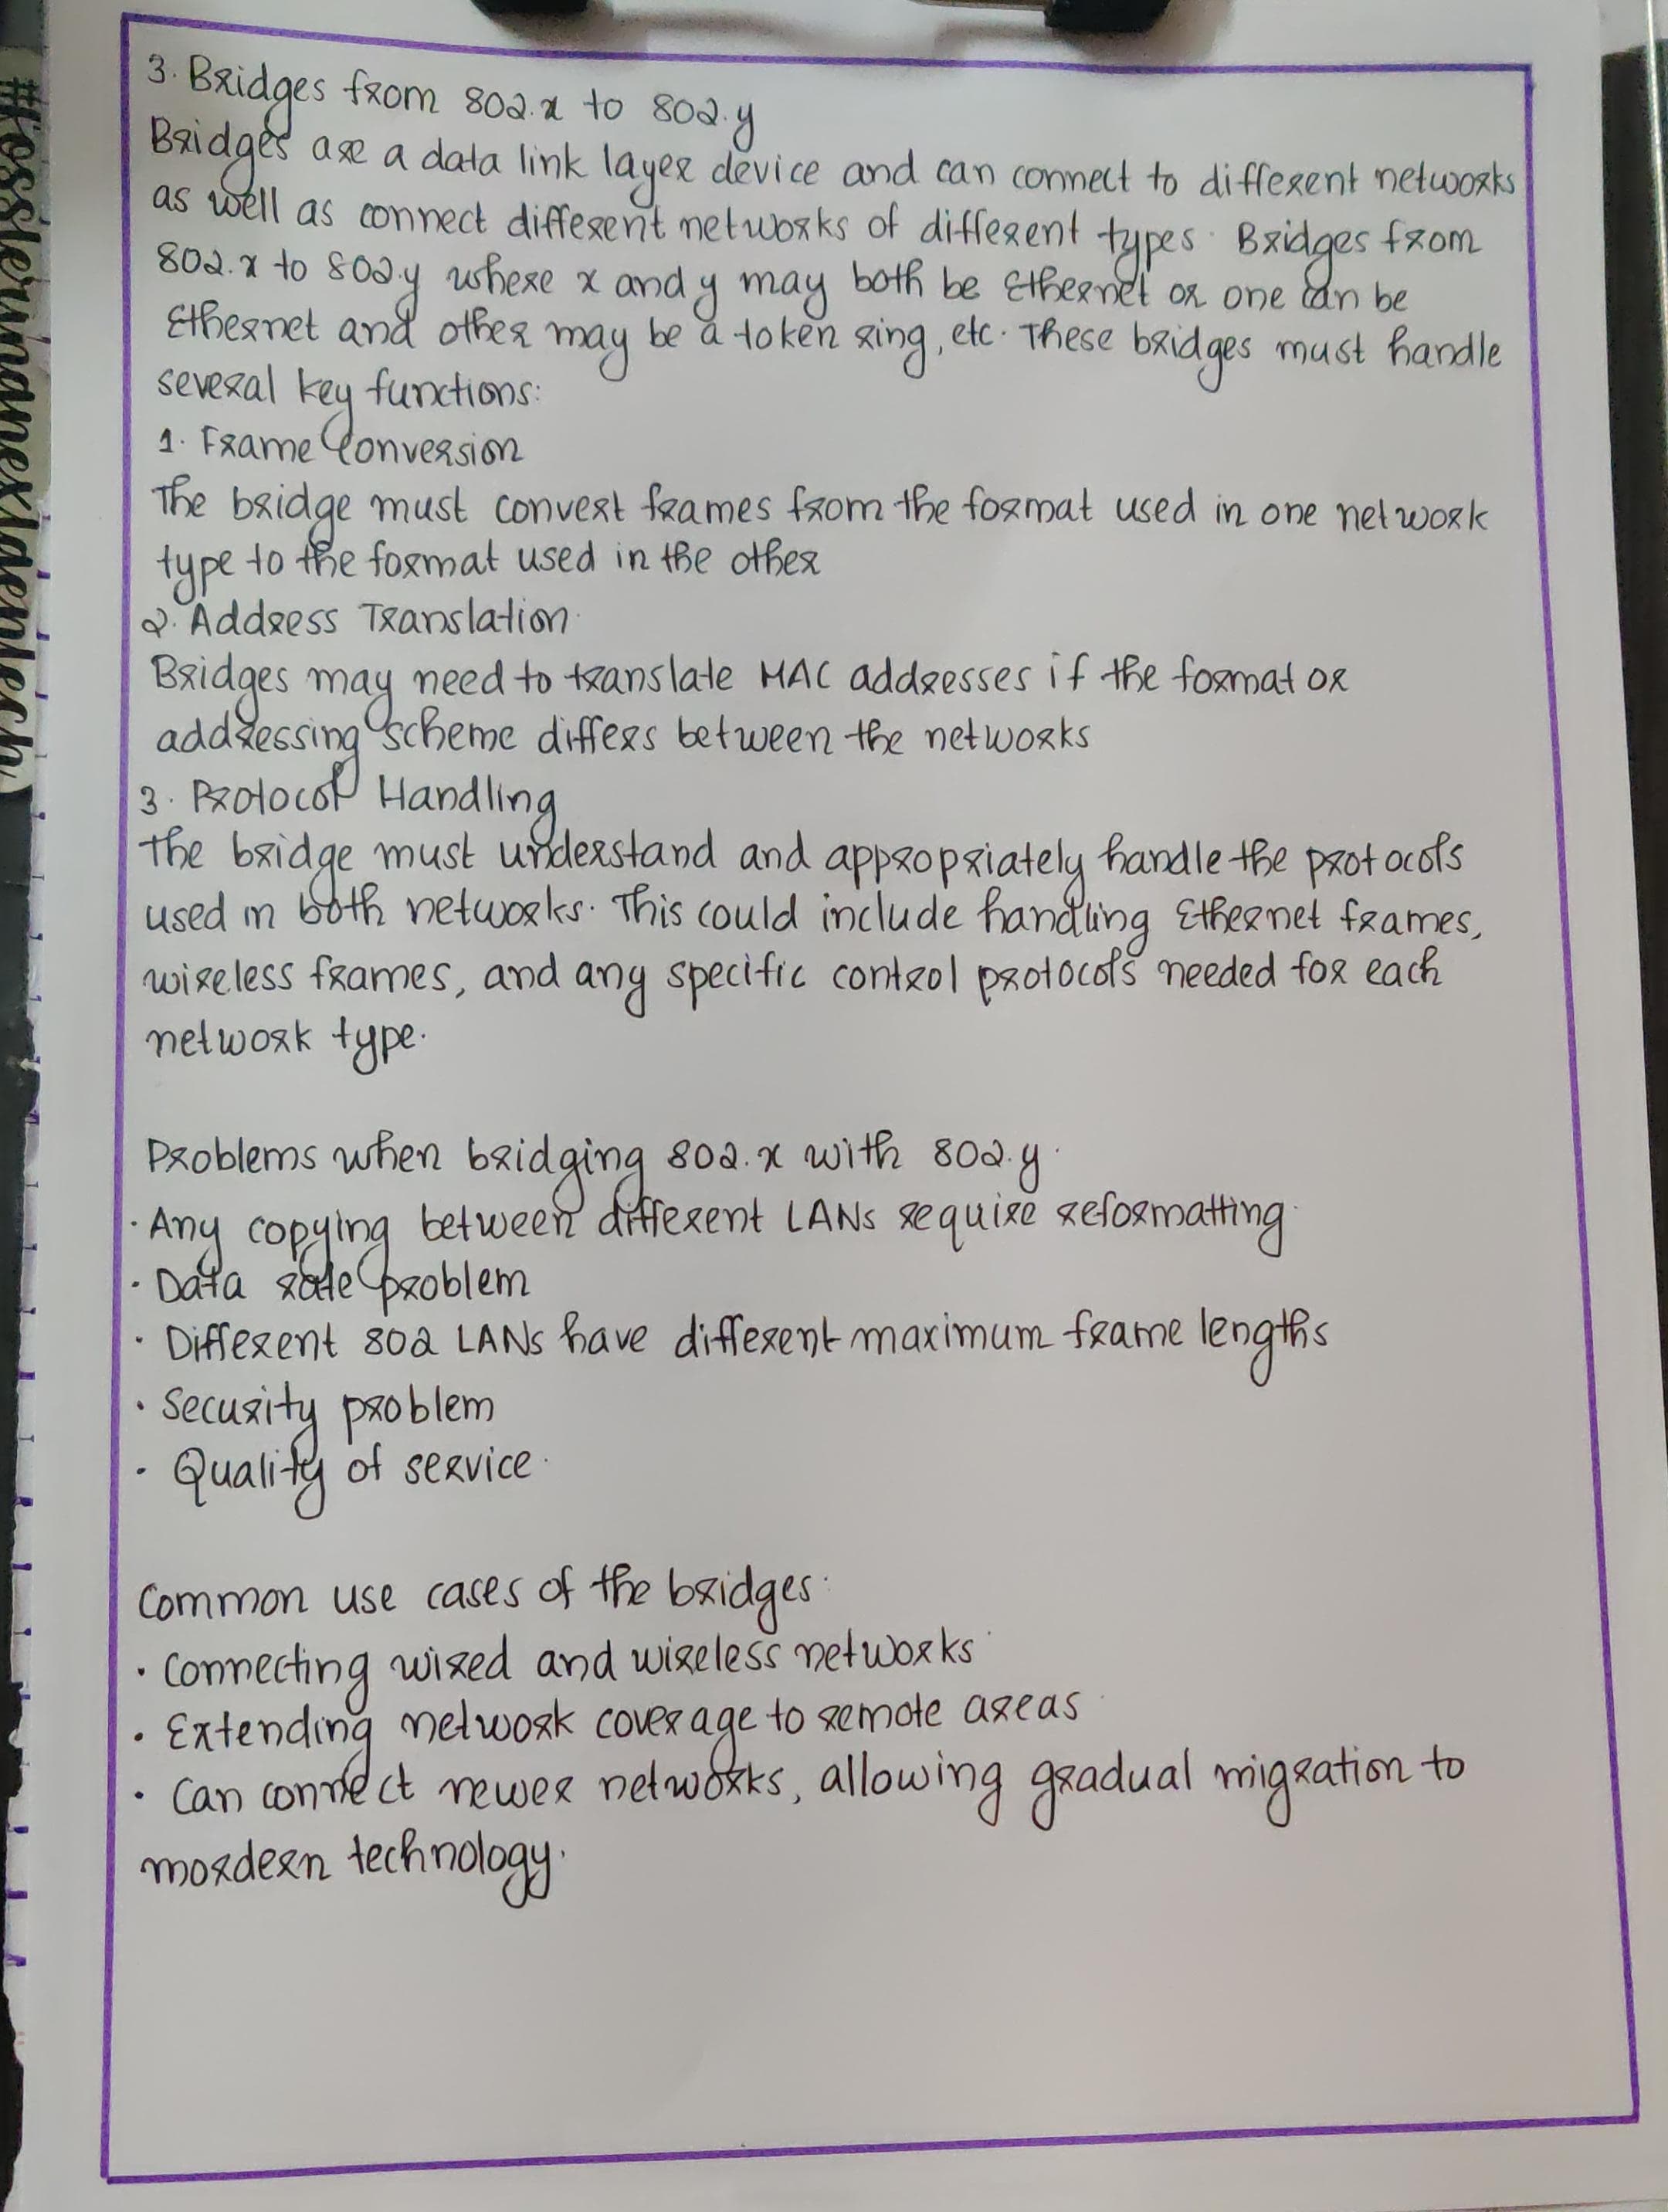 3. Bridges from 802.x to 802.y
Bridges are a data link layer device and can connect to different networks
as well as connect different networks of different types. Bridges from
802.x to 802.y where x and y may both be Ethernet or one can be
Ethernet and other may be a token ring, etc. These bridges must handle
several key functions:
1. Frame Conversion
The bridge must convert frames from the format used in one network
type to the format used in the other
2. Address Translation.
Bridges may need to translate MAC addresses if the format or
addressing scheme differs between the networks
3. Protocol Handling
The bridge must understand and appropriately handle the protocols
used in both networks. This could include handling Ethernet frames,
wireless frames, and any specific control protocols needed for each
network type.
Problems when bridging 802.x with 802.y.
· Any copying between different LANs require reformatting.
· Data rate problem
· Different 802 LANs have different maximum frame lengths
· Security problem
· Quality of service.
Common use cases of the bridges:
· Connecting wired and wireless networks.
· Extending network coverage to remote areas.
· Can connect newer networks, allowing gradual migration to
mordern technology.